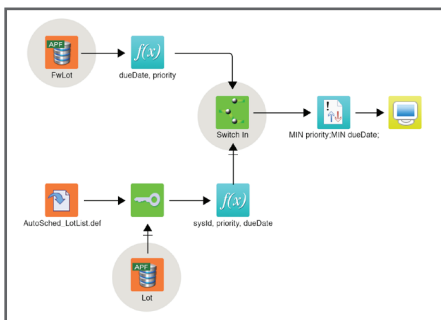 APF
FwLot
f(x)
dueDate, priority
Switch In
MIN priority;MIN dueDate;
AutoSched_LotList.def
f(x)
sysId, priority, dueDate
APF
Lot